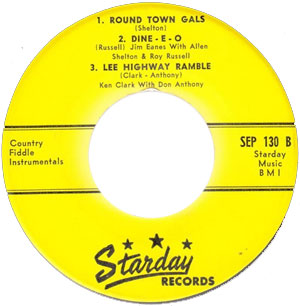 1. ROUND TOWN GALS
(Shelton)
2. DINE - E - O
(Russell) Jim Eanes With Allen
Shelton & Roy Russell
3. LEE HIGHWAY RAMBLE
(Clark - Anthony)
Ken Clark With Don Anthony
Country
Fiddle
Instrumentals
SEP 130 B
Starday
Music
B M I
Starday
RECORDS